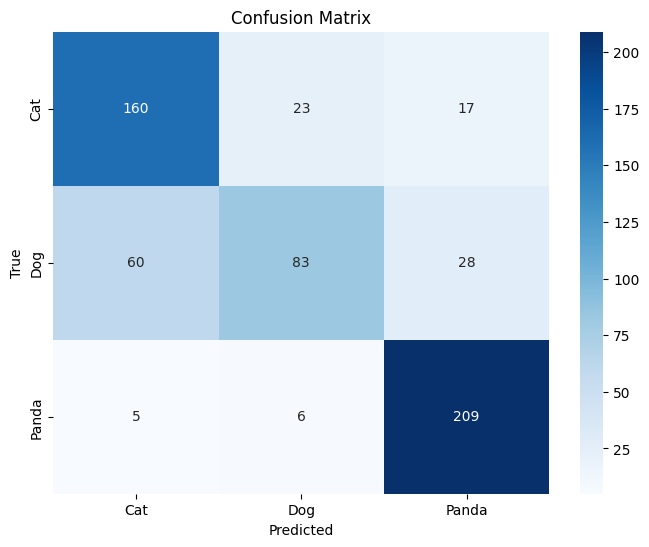 Confusion Matrix
Cat 160 23 17
True
Dog 60 83 28
Panda 5 6 209
Cat Dog Panda
Predicted
200
175
150
125
100
75
50
25